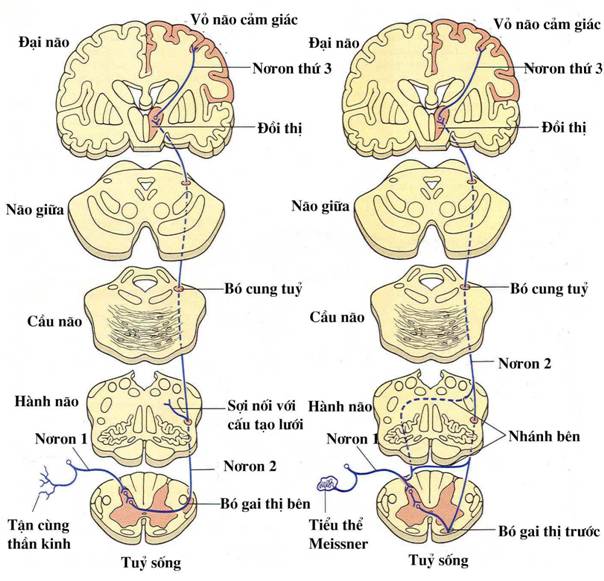 Vỏ não cảm giác
Đại não
Nơron thứ 3
Đồi thị
Não giữa
Bó cung tuỷ
Cầu não
Hành não
Sợi nối với
cấu tạo lưới
Nơron 1
Nơron 2
Bó gai thị bên
Tận cùng
thần kinh
Tuỷ sống
Vỏ não cảm giác
Đại não
Nơron thứ 3
Đồi thị
Não giữa
Bó cung tuỷ
Cầu não
Nơron 2
Hành não
Nhánh bên
Nơron 1
Tiểu thể
Meissner
Bó gai thị trước
Tuỷ sống